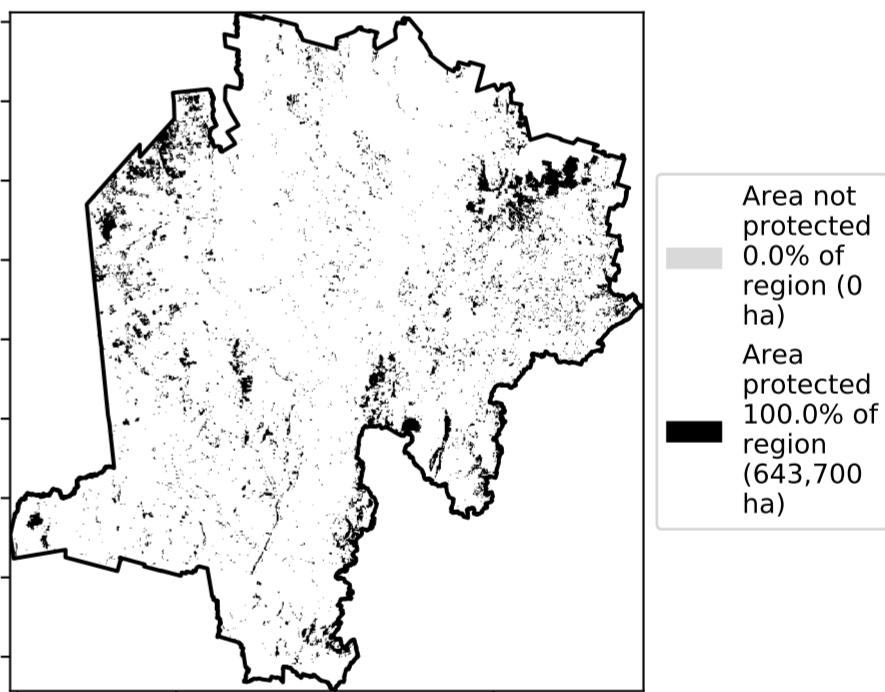 Area not
protected
0.0% of
region (0
ha)
Area
protected
100.0% of
region
(643,700
ha)